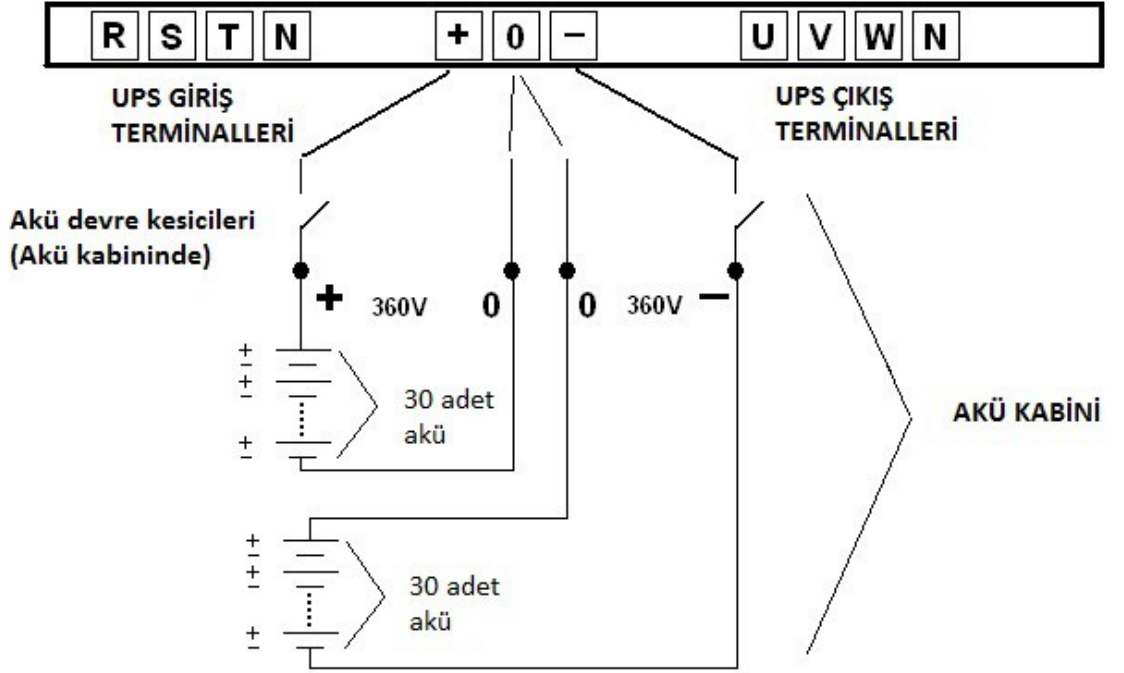 R S T N + 0 – U V W N
UPS GİRİŞ
TERMİNALLERİ
UPS ÇIKIŞ
TERMİNALLERİ
Akü devre kesicileri
(Akü kabininde)
+ 360V 0 0 360V –
+
–
+
–
+
–
30 adet
akü
AKÜ KABİNİ
+
–
+
–
+
–
30 adet
akü